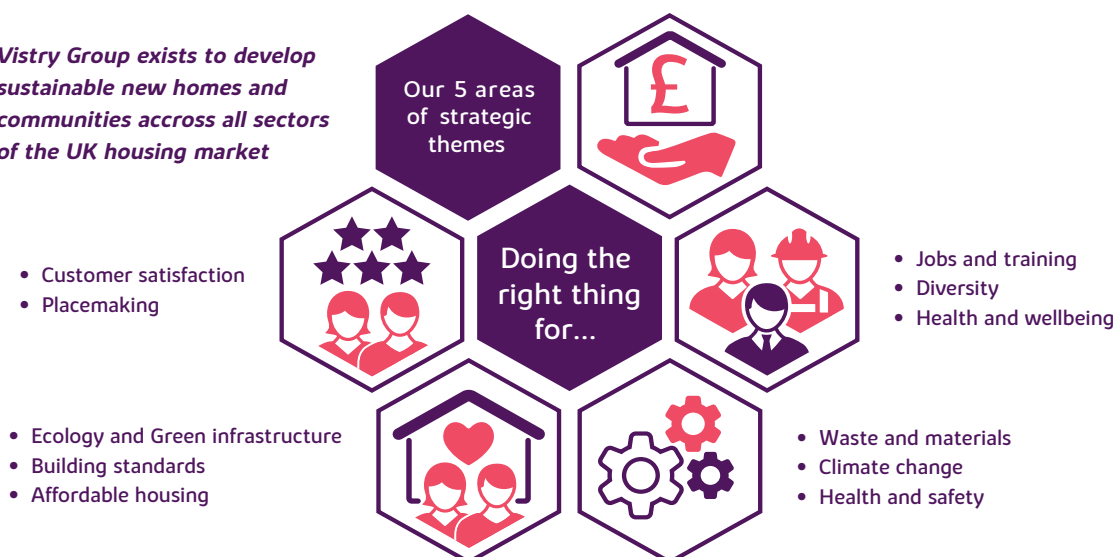 Vistry Group exists to develop
sustainable new homes and
communities accross all sectors
of the UK housing market
Our 5 areas
of strategic
themes
£
• Customer satisfaction
• Placemaking
Doing the
right thing
for...
• Jobs and training
• Diversity
• Health and wellbeing
• Ecology and Green infrastructure
• Building standards
• Affordable housing
• Waste and materials
• Climate change
• Health and safety